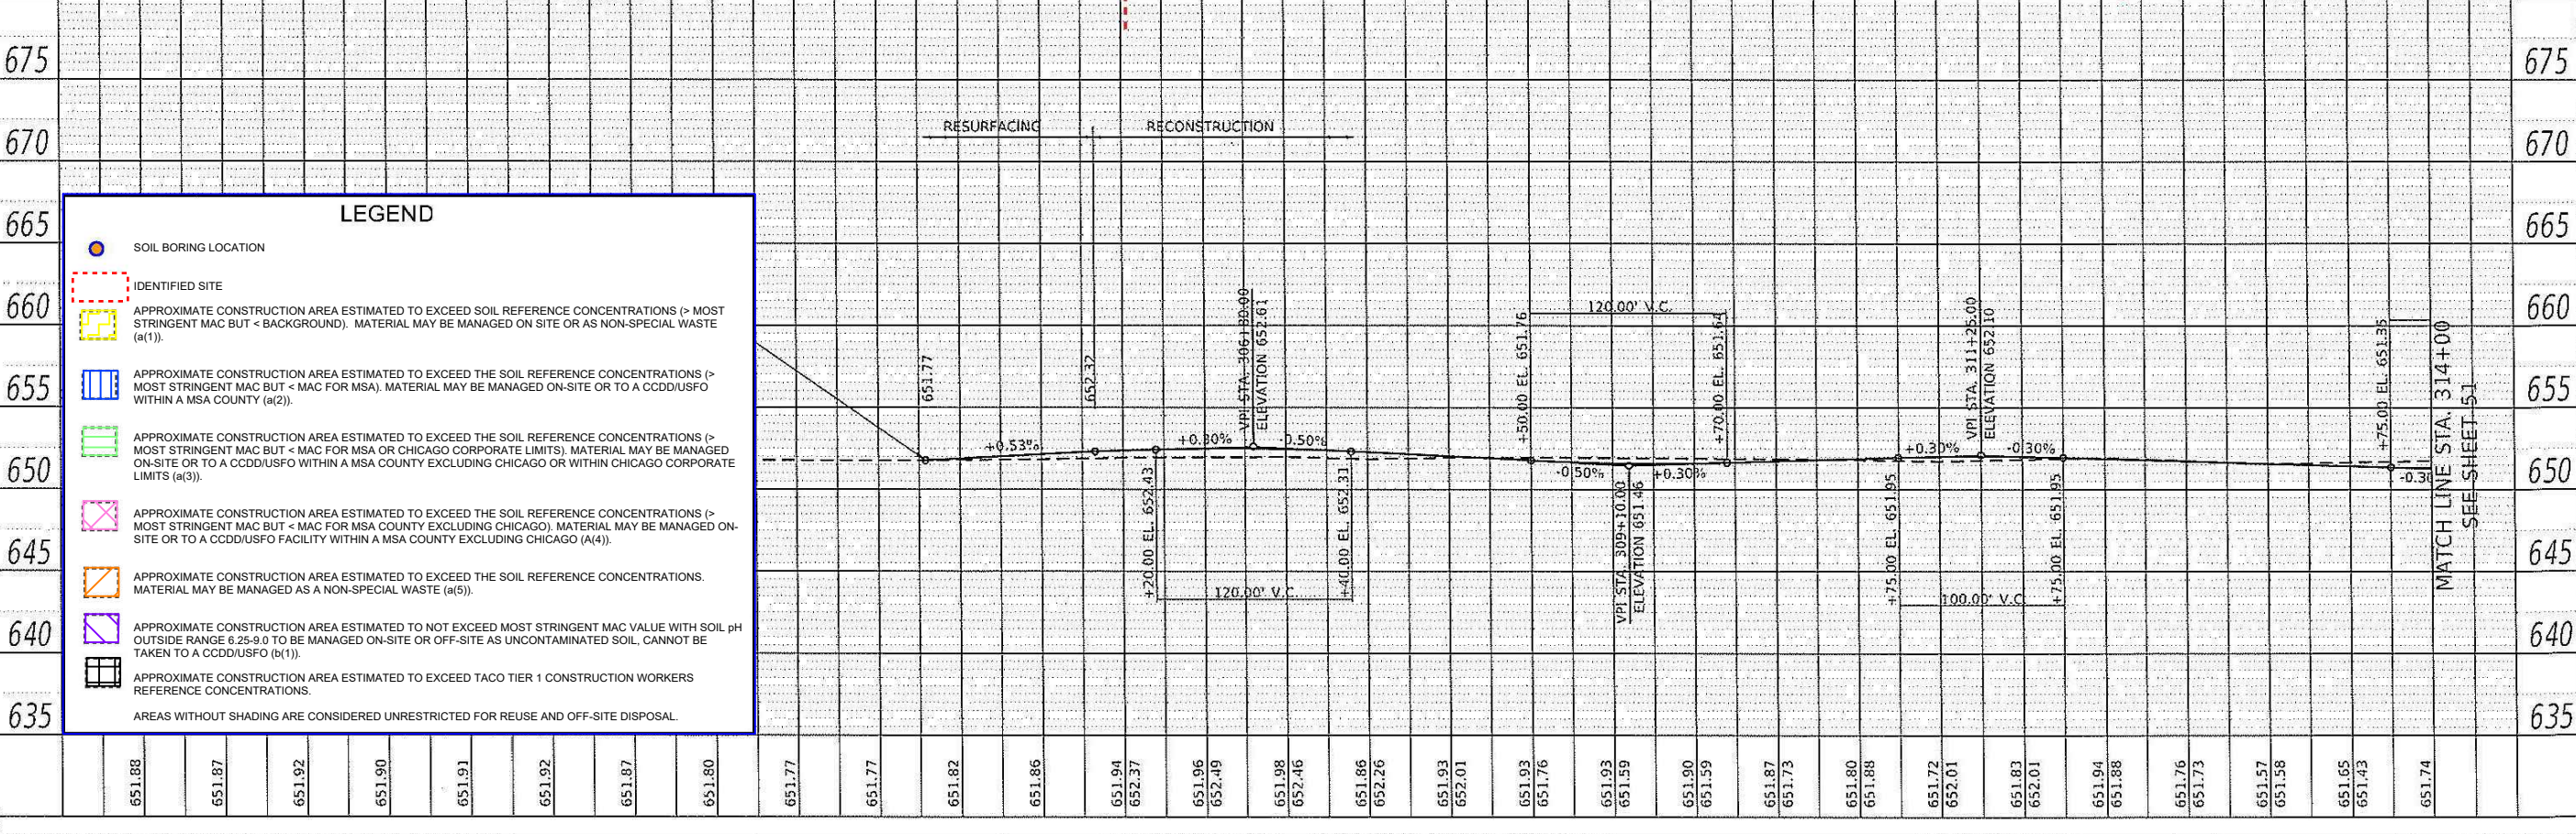 675
675
670
670
665
665
660
660
655
655
650
650
645
645
640
640
635
635
RESURFACING
RECONSTRUCTION
LEGEND
SOIL BORING LOCATION
IDENTIFIED SITE
APPROXIMATE CONSTRUCTION AREA ESTIMATED TO EXCEED SOIL REFERENCE CONCENTRATIONS (> MOST
STRINGENT MAC BUT < BACKGROUND). MATERIAL MAY BE MANAGED ON SITE OR AS NON-SPECIAL WASTE
(a(1)).
APPROXIMATE CONSTRUCTION AREA ESTIMATED TO EXCEED THE SOIL REFERENCE CONCENTRATIONS (>
MOST STRINGENT MAC BUT < MAC FOR MSA). MATERIAL MAY BE MANAGED ON-SITE OR TO A CCDD/USFO
WITHIN A MSA COUNTY (a(2)).
APPROXIMATE CONSTRUCTION AREA ESTIMATED TO EXCEED THE SOIL REFERENCE CONCENTRATIONS (>
MOST STRINGENT MAC BUT < MAC FOR MSA OR CHICAGO CORPORATE LIMITS). MATERIAL MAY BE MANAGED
ON-SITE OR TO A CCDD/USFO WITHIN A MSA COUNTY EXCLUDING CHICAGO OR WITHIN CHICAGO CORPORATE
LIMITS (a(3)).
APPROXIMATE CONSTRUCTION AREA ESTIMATED TO EXCEED THE SOIL REFERENCE CONCENTRATIONS (>
MOST STRINGENT MAC BUT < MAC FOR MSA COUNTY EXCLUDING CHICAGO). MATERIAL MAY BE MANAGED ON-
SITE OR TO A CCDD/USFO FACILITY WITHIN A MSA COUNTY EXCLUDING CHICAGO (A(4)).
APPROXIMATE CONSTRUCTION AREA ESTIMATED TO EXCEED THE SOIL REFERENCE CONCENTRATIONS.
MATERIAL MAY BE MANAGED AS A NON-SPECIAL WASTE (a(5)).
APPROXIMATE CONSTRUCTION AREA ESTIMATED TO NOT EXCEED MOST STRINGENT MAC VALUE WITH SOIL pH
OUTSIDE RANGE 6.25-9.0 TO BE MANAGED ON-SITE OR OFF-SITE AS UNCONTAMINATED SOIL, CANNOT BE
TAKEN TO A CCDD/USFO (b(1)).
APPROXIMATE CONSTRUCTION AREA ESTIMATED TO EXCEED TACO TIER 1 CONSTRUCTION WORKERS
REFERENCE CONCENTRATIONS.
AREAS WITHOUT SHADING ARE CONSIDERED UNRESTRICTED FOR REUSE AND OFF-SITE DISPOSAL.
651.77
+0.53%
652.32
+20.00 EL. 652.43
+0.30%
VPI STA. 306+80.00
ELEVATION 652.61
-0.50%
+40.00 EL. 652.31
120.00' V.C.
+50.00 EL. 651.76
120.00' V.C.
-0.50%
VPI STA. 309+10.00
ELEVATION 651.46
+0.30%
+70.00 EL. 651.64
+75.00 EL. 651.95
+0.30%
VPI STA. 311+25.00
ELEVATION 652.10
-0.30%
+75.00 EL. 651.95
100.00' V.C.
+75.00 EL. 651.35
-0.30
MATCH LINE STA. 314+00
SEE SHEET 51
651.88
651.87
651.92
651.90
651.91
651.92
651.87
651.80
651.77
651.77
651.82
651.86
651.94
652.37
651.96
652.49
651.98
652.46
651.86
652.26
651.93
652.01
651.93
651.76
651.93
651.59
651.90
651.59
651.87
651.73
651.80
651.88
651.72
652.01
651.83
652.01
651.94
651.88
651.76
651.73
651.57
651.58
651.65
651.43
651.74